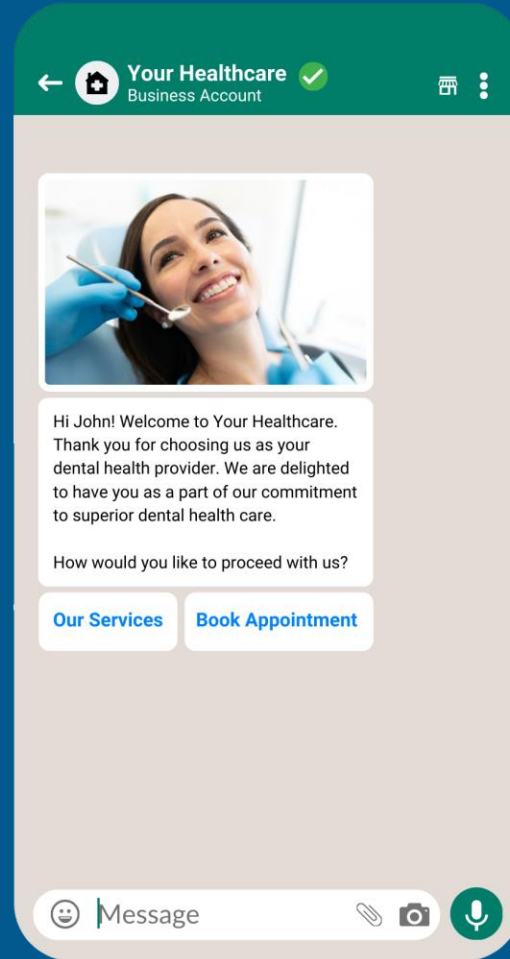 Your Healthcare
Business Account
Hi John! Welcome to Your Healthcare.
Thank you for choosing us as your
dental health provider. We are delighted
to have you as a part of our commitment
to superior dental health care.
How would you like to proceed with us?
Our Services
Book Appointment
Message